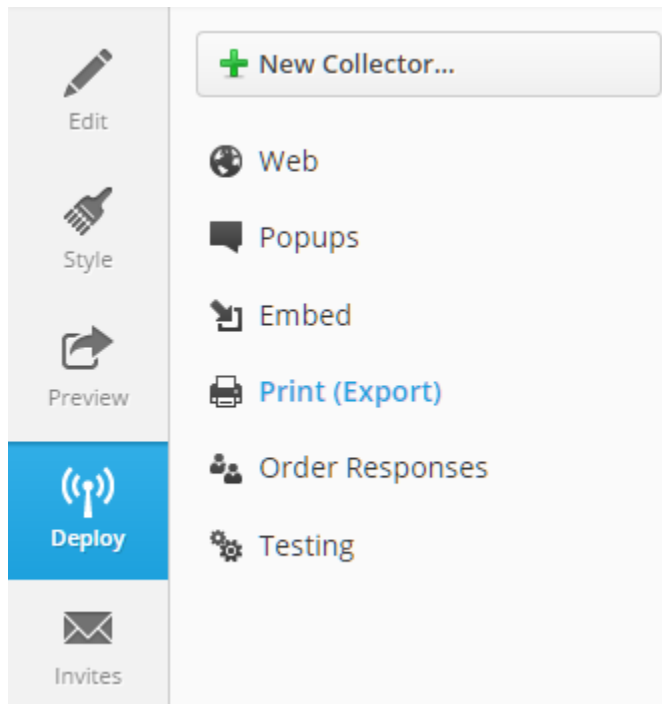 Edit
Style
Preview
Deploy
Invites
New Collector...
Web
Popups
Embed
Print (Export)
Order Responses
Testing